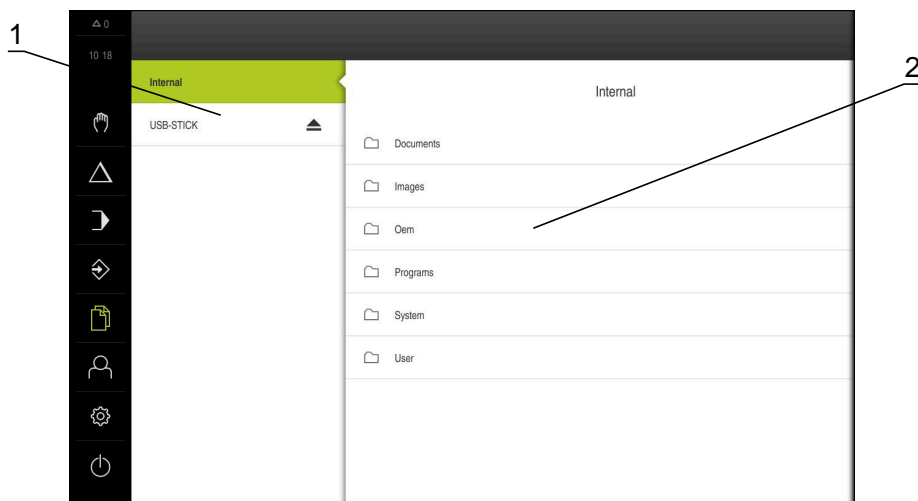 1
0
10 18
Internal
USB-STICK
Internal
2
Documents
Images
Oem
Programs
System
User